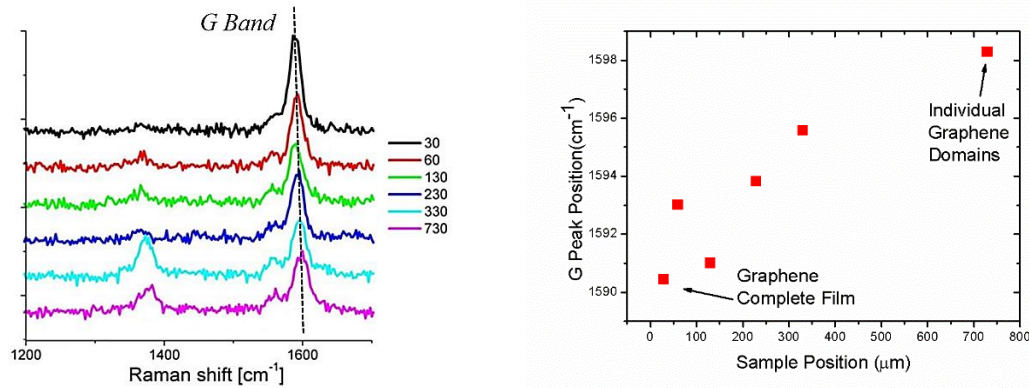 G Band
30
60
130
230
330
730
1200
1400
1600
Raman shift [cm⁻¹]
1598
1596
1594
1592
1590
G Peak Position(cm⁻¹)
Individual
Graphene
Domains
Graphene
Complete Film
0
100
200
300
400
500
600
700
800
Sample Position (μm)